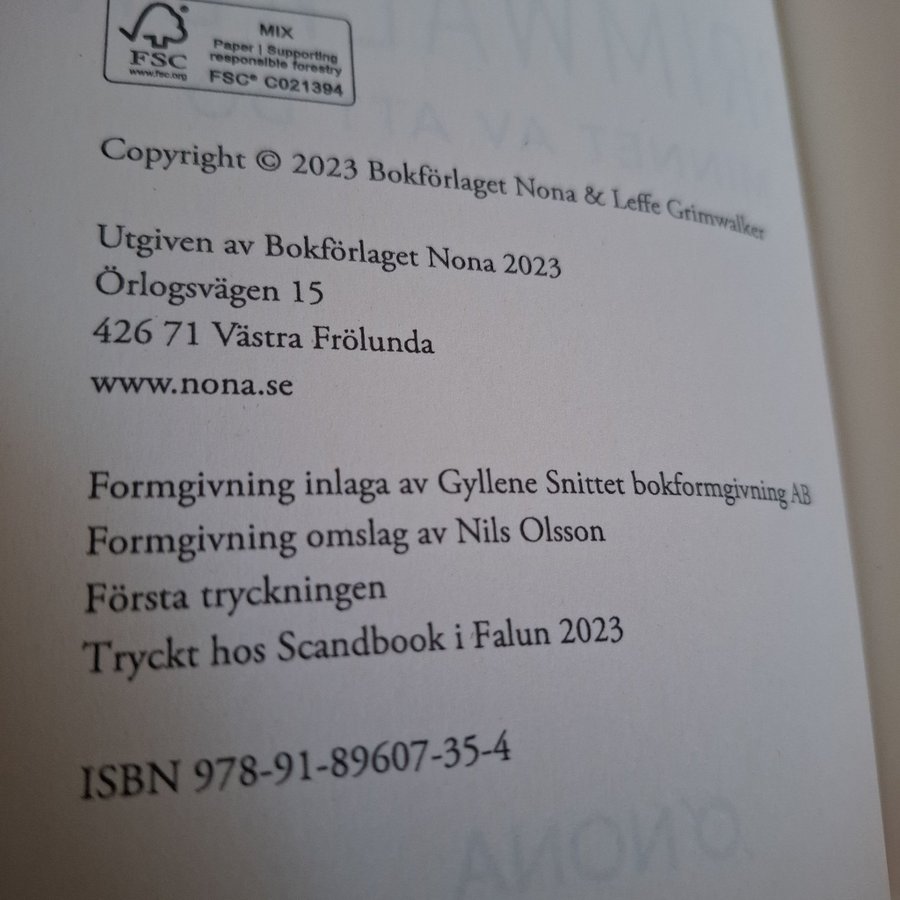 MIX
Paper | Supporting
responsible forestry
FSC® C021394
FSC
www.fsc.org
Copyright © 2023 Bokförlaget Nona & Leffe Grimwalker
Utgiven av Bokförlaget Nona 2023
Örlogsvägen 15
426 71 Västra Frölunda
www.nona.se
Formgivning inlaga av Gyllene Snittet bokformgivning AB
Formgivning omslag av Nils Olsson
Första tryckningen
Tryckt hos Scandbook i Falun 2023
ISBN 978-91-89607-35-4
NONA